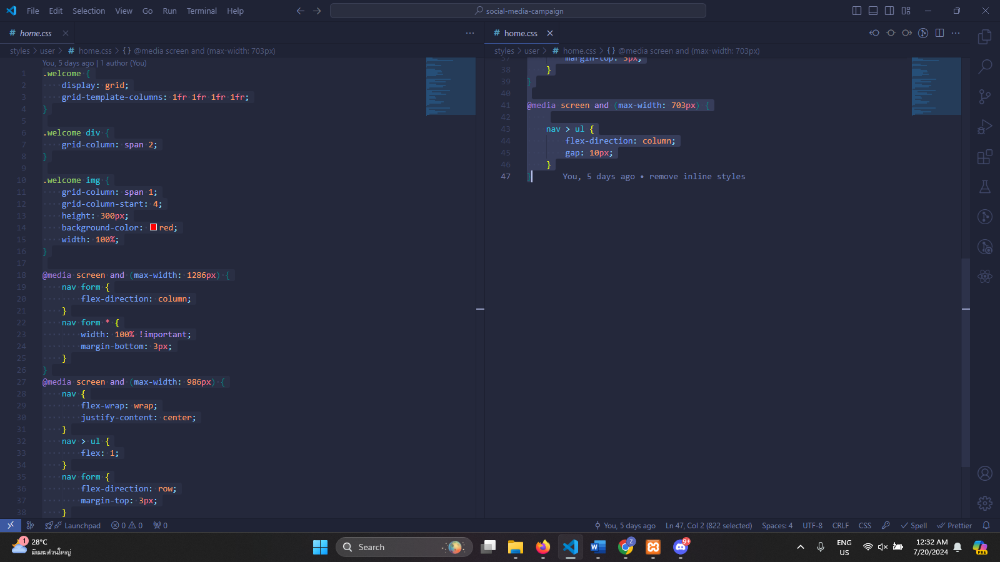 File Edit Selection View Go Run Terminal Help
social-media-campaign
# home.css
styles > user > # home.css > {} @media screen and (max-width: 703px)
You, 5 days ago | 1 author (You)
1 .welcome {
2 display: grid;
3 grid-template-columns: 1fr 1fr 1fr 1fr;
4 }
5
6 .welcome div {
7 grid-column: span 2;
8 }
9
10 .welcome img {
11 grid-column: span 1;
12 grid-column-start: 4;
13 height: 300px;
14 background-color: red;
15 width: 100%;
16 }
17
18 @media screen and (max-width: 1286px) {
19 nav form {
20 flex-direction: column;
21 }
22 nav form * {
23 width: 100% !important;
24 margin-bottom: 3px;
25 }
26 }
27 @media screen and (max-width: 986px) {
28 nav {
29 flex-wrap: wrap;
30 justify-content: center;
31 }
32 nav > ul {
33 flex: 1;
34 }
35 nav form {
36 flex-direction: row;
37 margin-top: 3px;
38 }
# home.css
styles > user > # home.css > {} @media screen and (max-width: 703px)
37 margin-top: 3px;
38 }
39 }
40
41 @media screen and (max-width: 703px) {
42
43 nav > ul {
44 flex-direction: column;
45 gap: 10px;
46 }
47 } You, 5 days ago • remove inline styles
Launchpad 0 0 0
You, 5 days ago Ln 47, Col 2 (822 selected) Spaces: 4 UTF-8 CRLF CSS Spell Prettier
1 28°C
มีเมฆส่วนใหญ่
Search
Z
9+
ENG
US
12:32 AM
7/20/2024
PRE